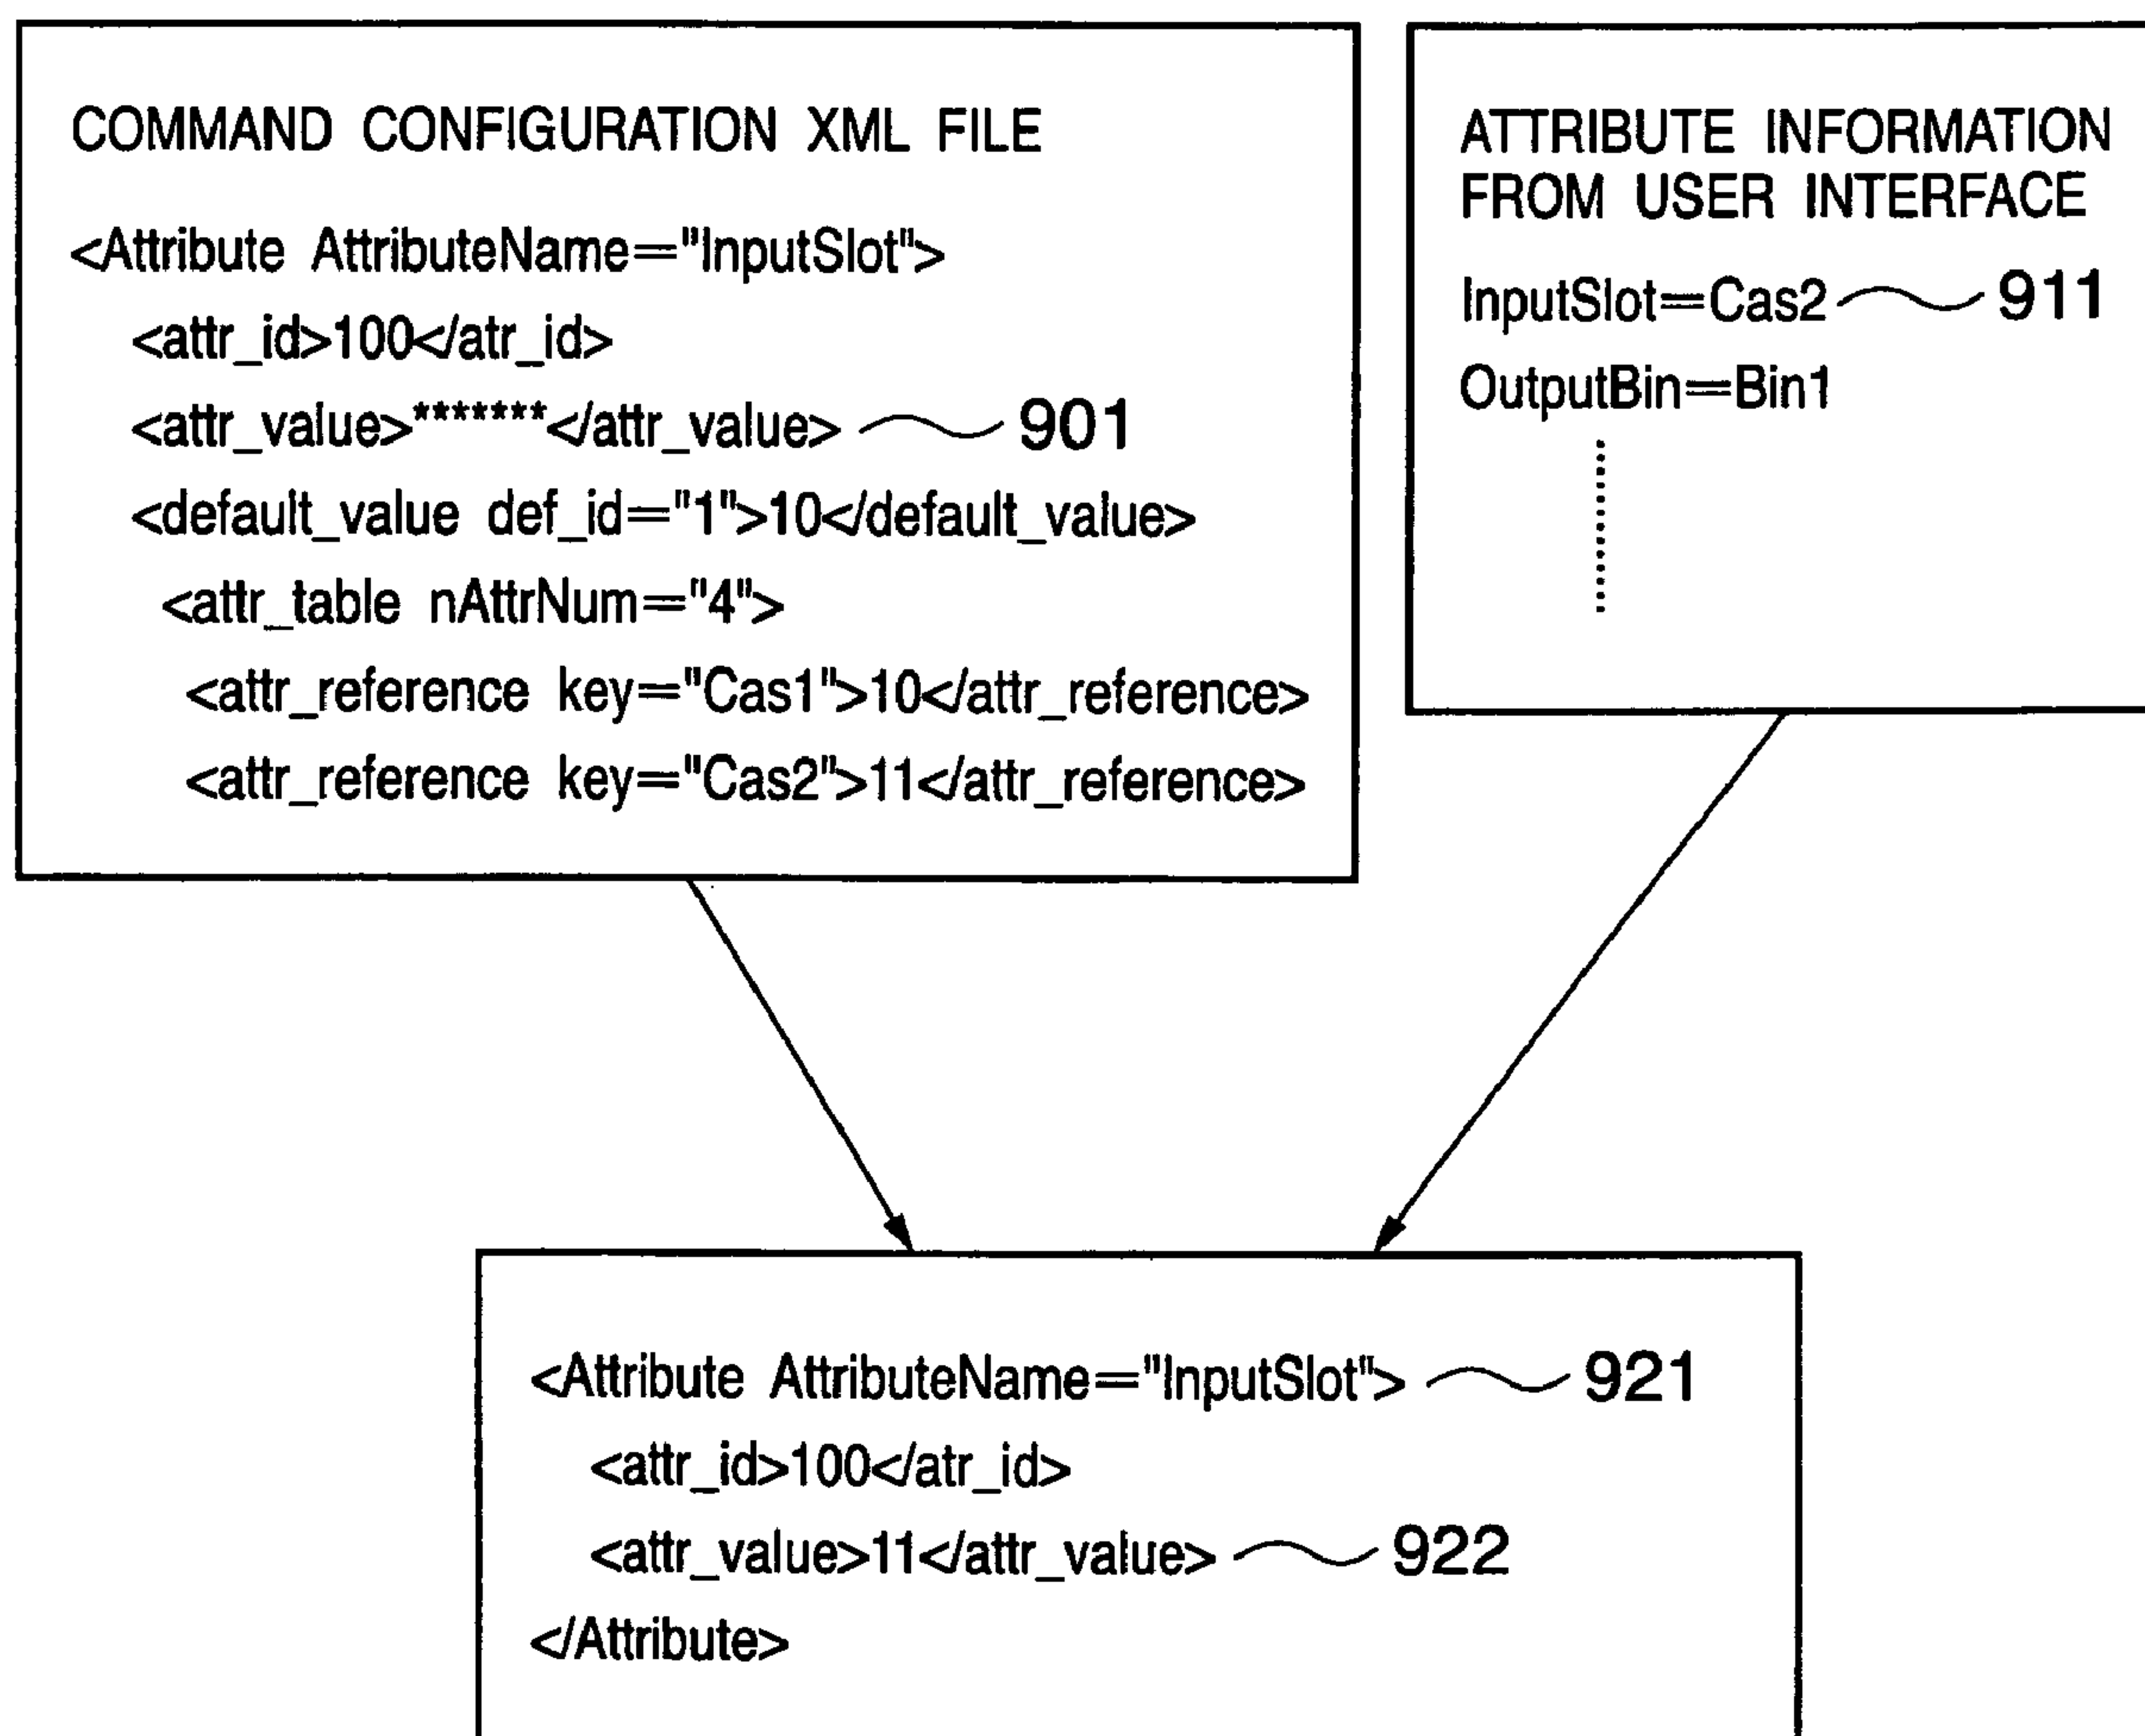 COMMAND CONFIGURATION XML FILE
<Attribute AttributeName="InputSlot">
<attr_id>100</atr_id>
<attr_value>*******</attr_value> 901
<default_value def_id="1">10</default_value>
<attr_table nAttrNum="4">
<attr_reference key="Cas1">10</attr_reference>
<attr_reference key="Cas2">11</attr_reference>
ATTRIBUTE INFORMATION
FROM USER INTERFACE
InputSlot=Cas2 911
OutputBin=Bin1
<Attribute AttributeName="InputSlot"> 921
<attr_id>100</atr_id>
<attr_value>11</attr_value> 922
</Attribute>